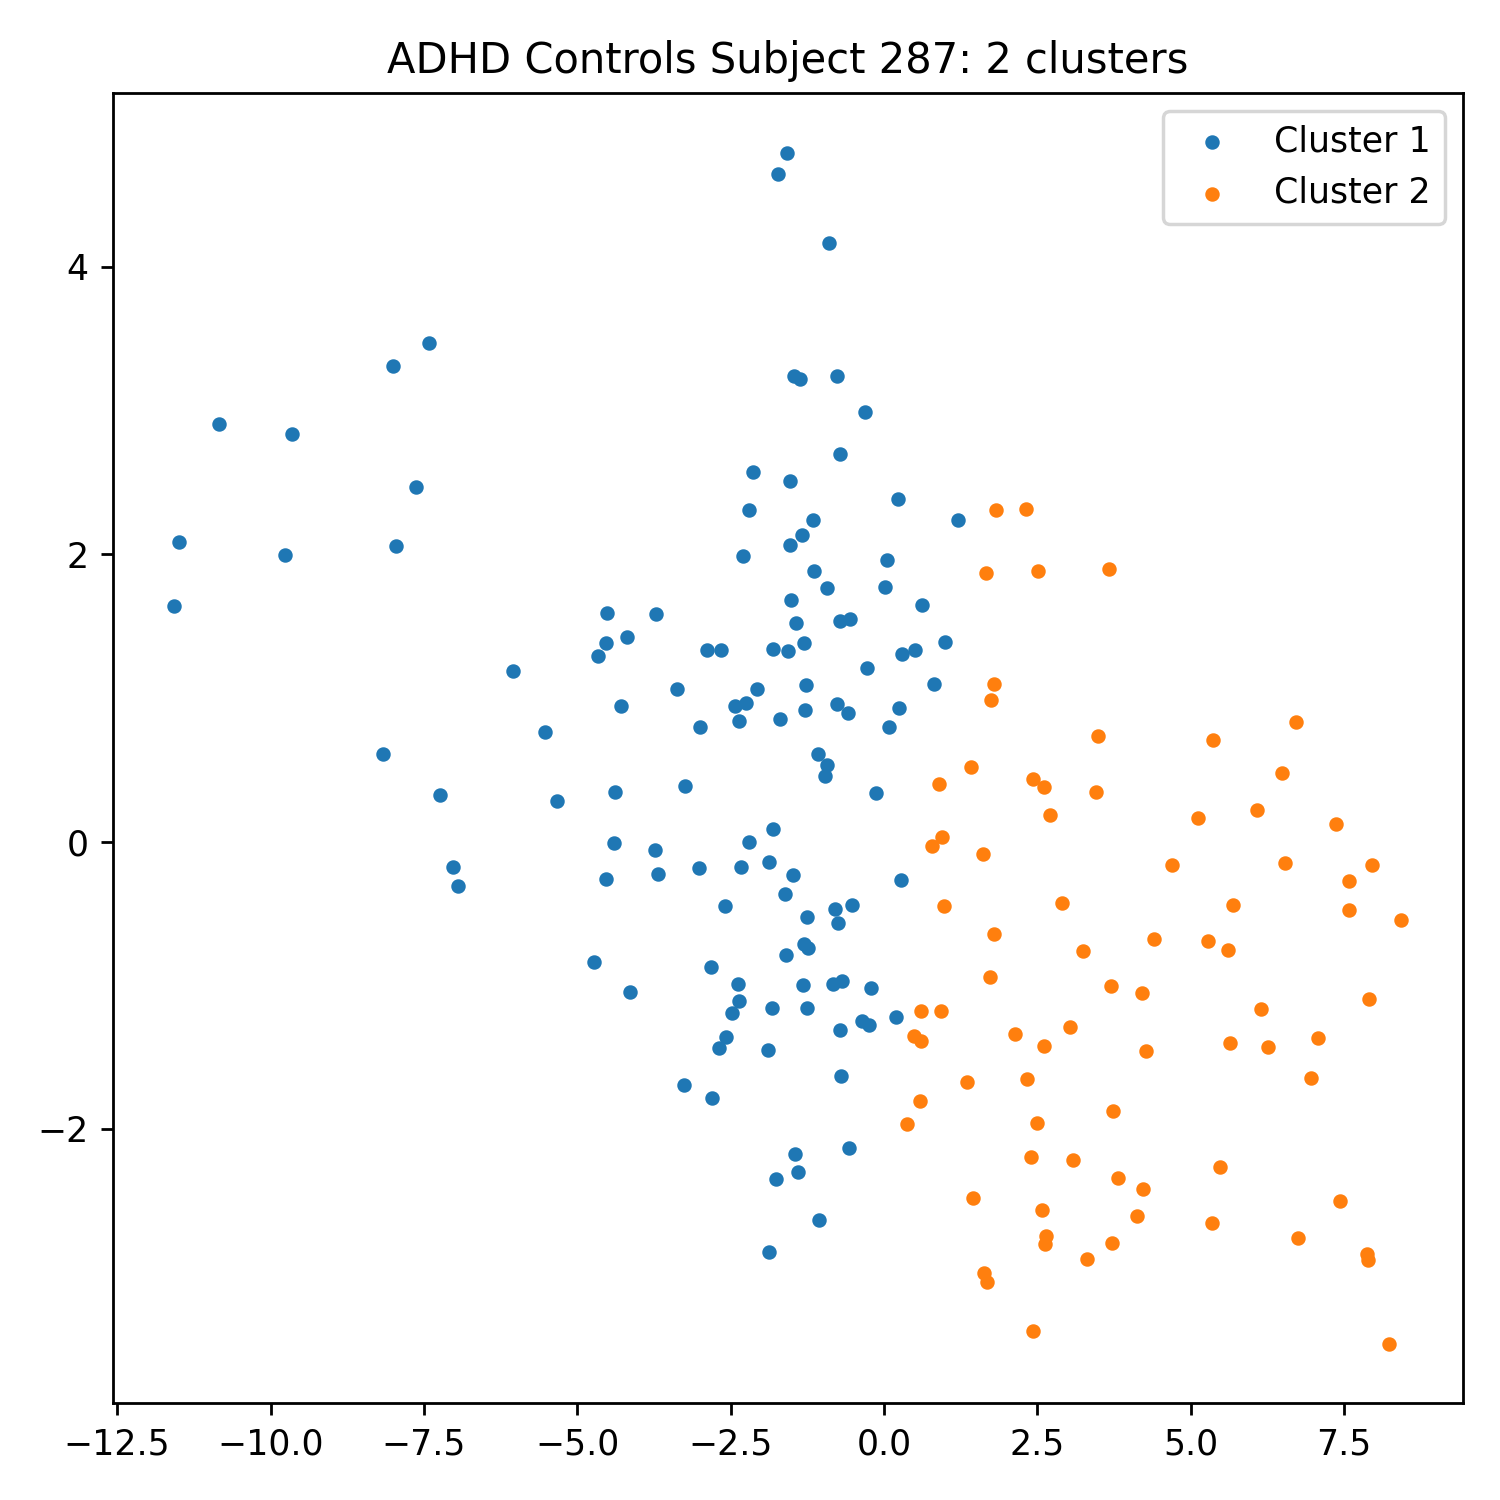 ADHD Controls Subject 287: 2 clusters
Cluster 1
Cluster 2
4
2
0
−2
−12.5 −10.0 −7.5 −5.0 −2.5 0.0 2.5 5.0 7.5